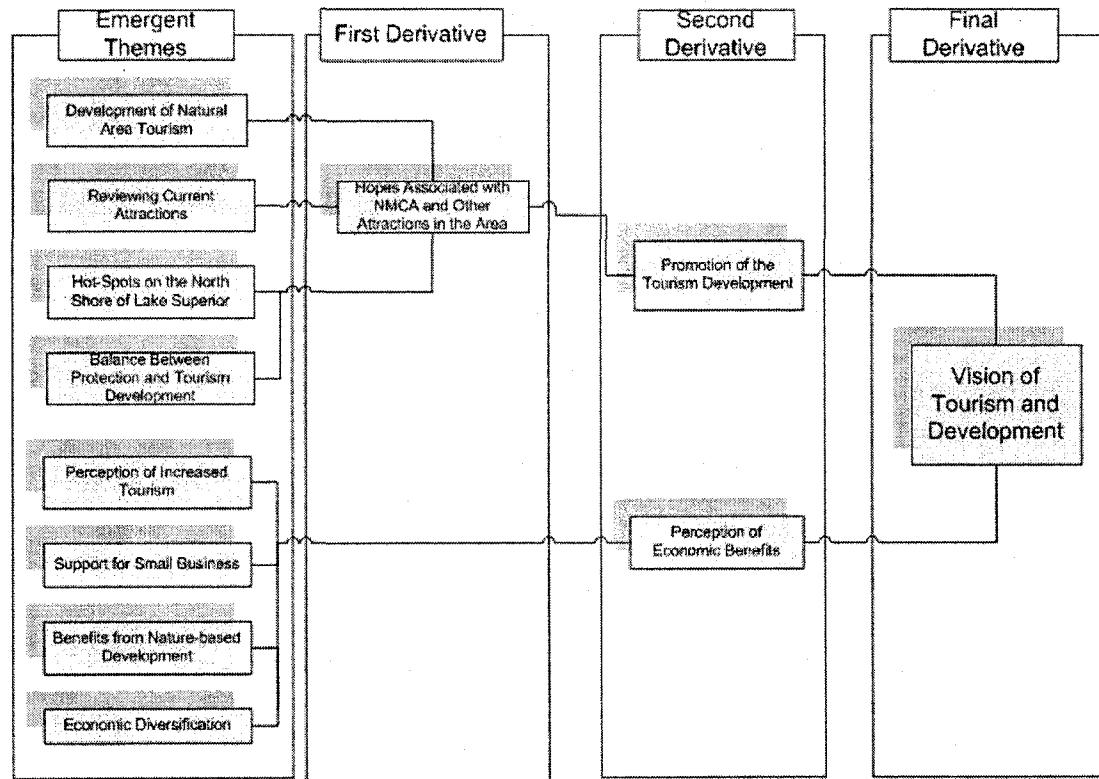 Emergent
Themes
First Derivative
Second
Derivative
Final
Derivative
Development of Natural
Area Tourism
Reviewing Current
Attractions
Hot-Spots on the North
Shore of Lake Superior
Balance Between
Protection and Tourism
Development
Perception of Increased
Tourism
Support for Small Business
Benefits from Nature-based
Development
Economic Diversification
Hopes Associated with
NMCA and Other
Attractions in the Area
Promotion of the
Tourism Development
Perception of
Economic Benefits
Vision of
Tourism and
Development